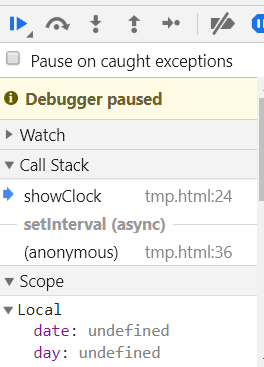 Pause on caught exceptions
Debugger paused
Watch
Call Stack
showClock tmp.html:24
setInterval (async)
(anonymous) tmp.html:36
Scope
Local
date: undefined
day: undefined